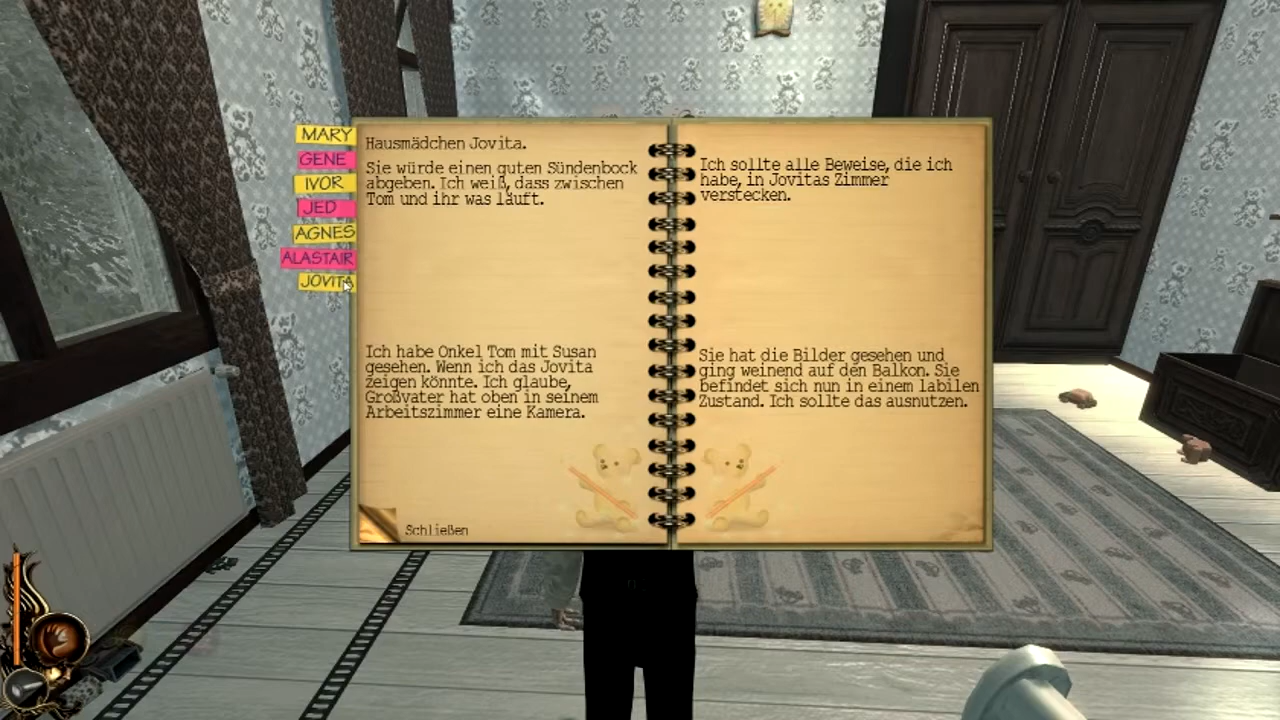 MARY
GENE
IVOR
JED
AGNES
ALASTAIR
JOVITA
Hausmädchen Jovita.
Sie würde einen guten Sündenbock
abgeben. Ich weiß, dass zwischen
Tom und ihr was läuft.
Ich habe Onkel Tom mit Susan
gesehen. Wenn ich das Jovita
zeigen könnte. Ich glaube,
Großvater hat oben in seinem
Arbeitszimmer eine Kamera.
Schließen
Ich sollte alle Beweise, die ich
habe, in Jovitas Zimmer
verstecken.
Sie hat die Bilder gesehen und
ging weinend auf den Balkon. Sie
befindet sich nun in einem labilen
Zustand. Ich sollte das ausnutzen.